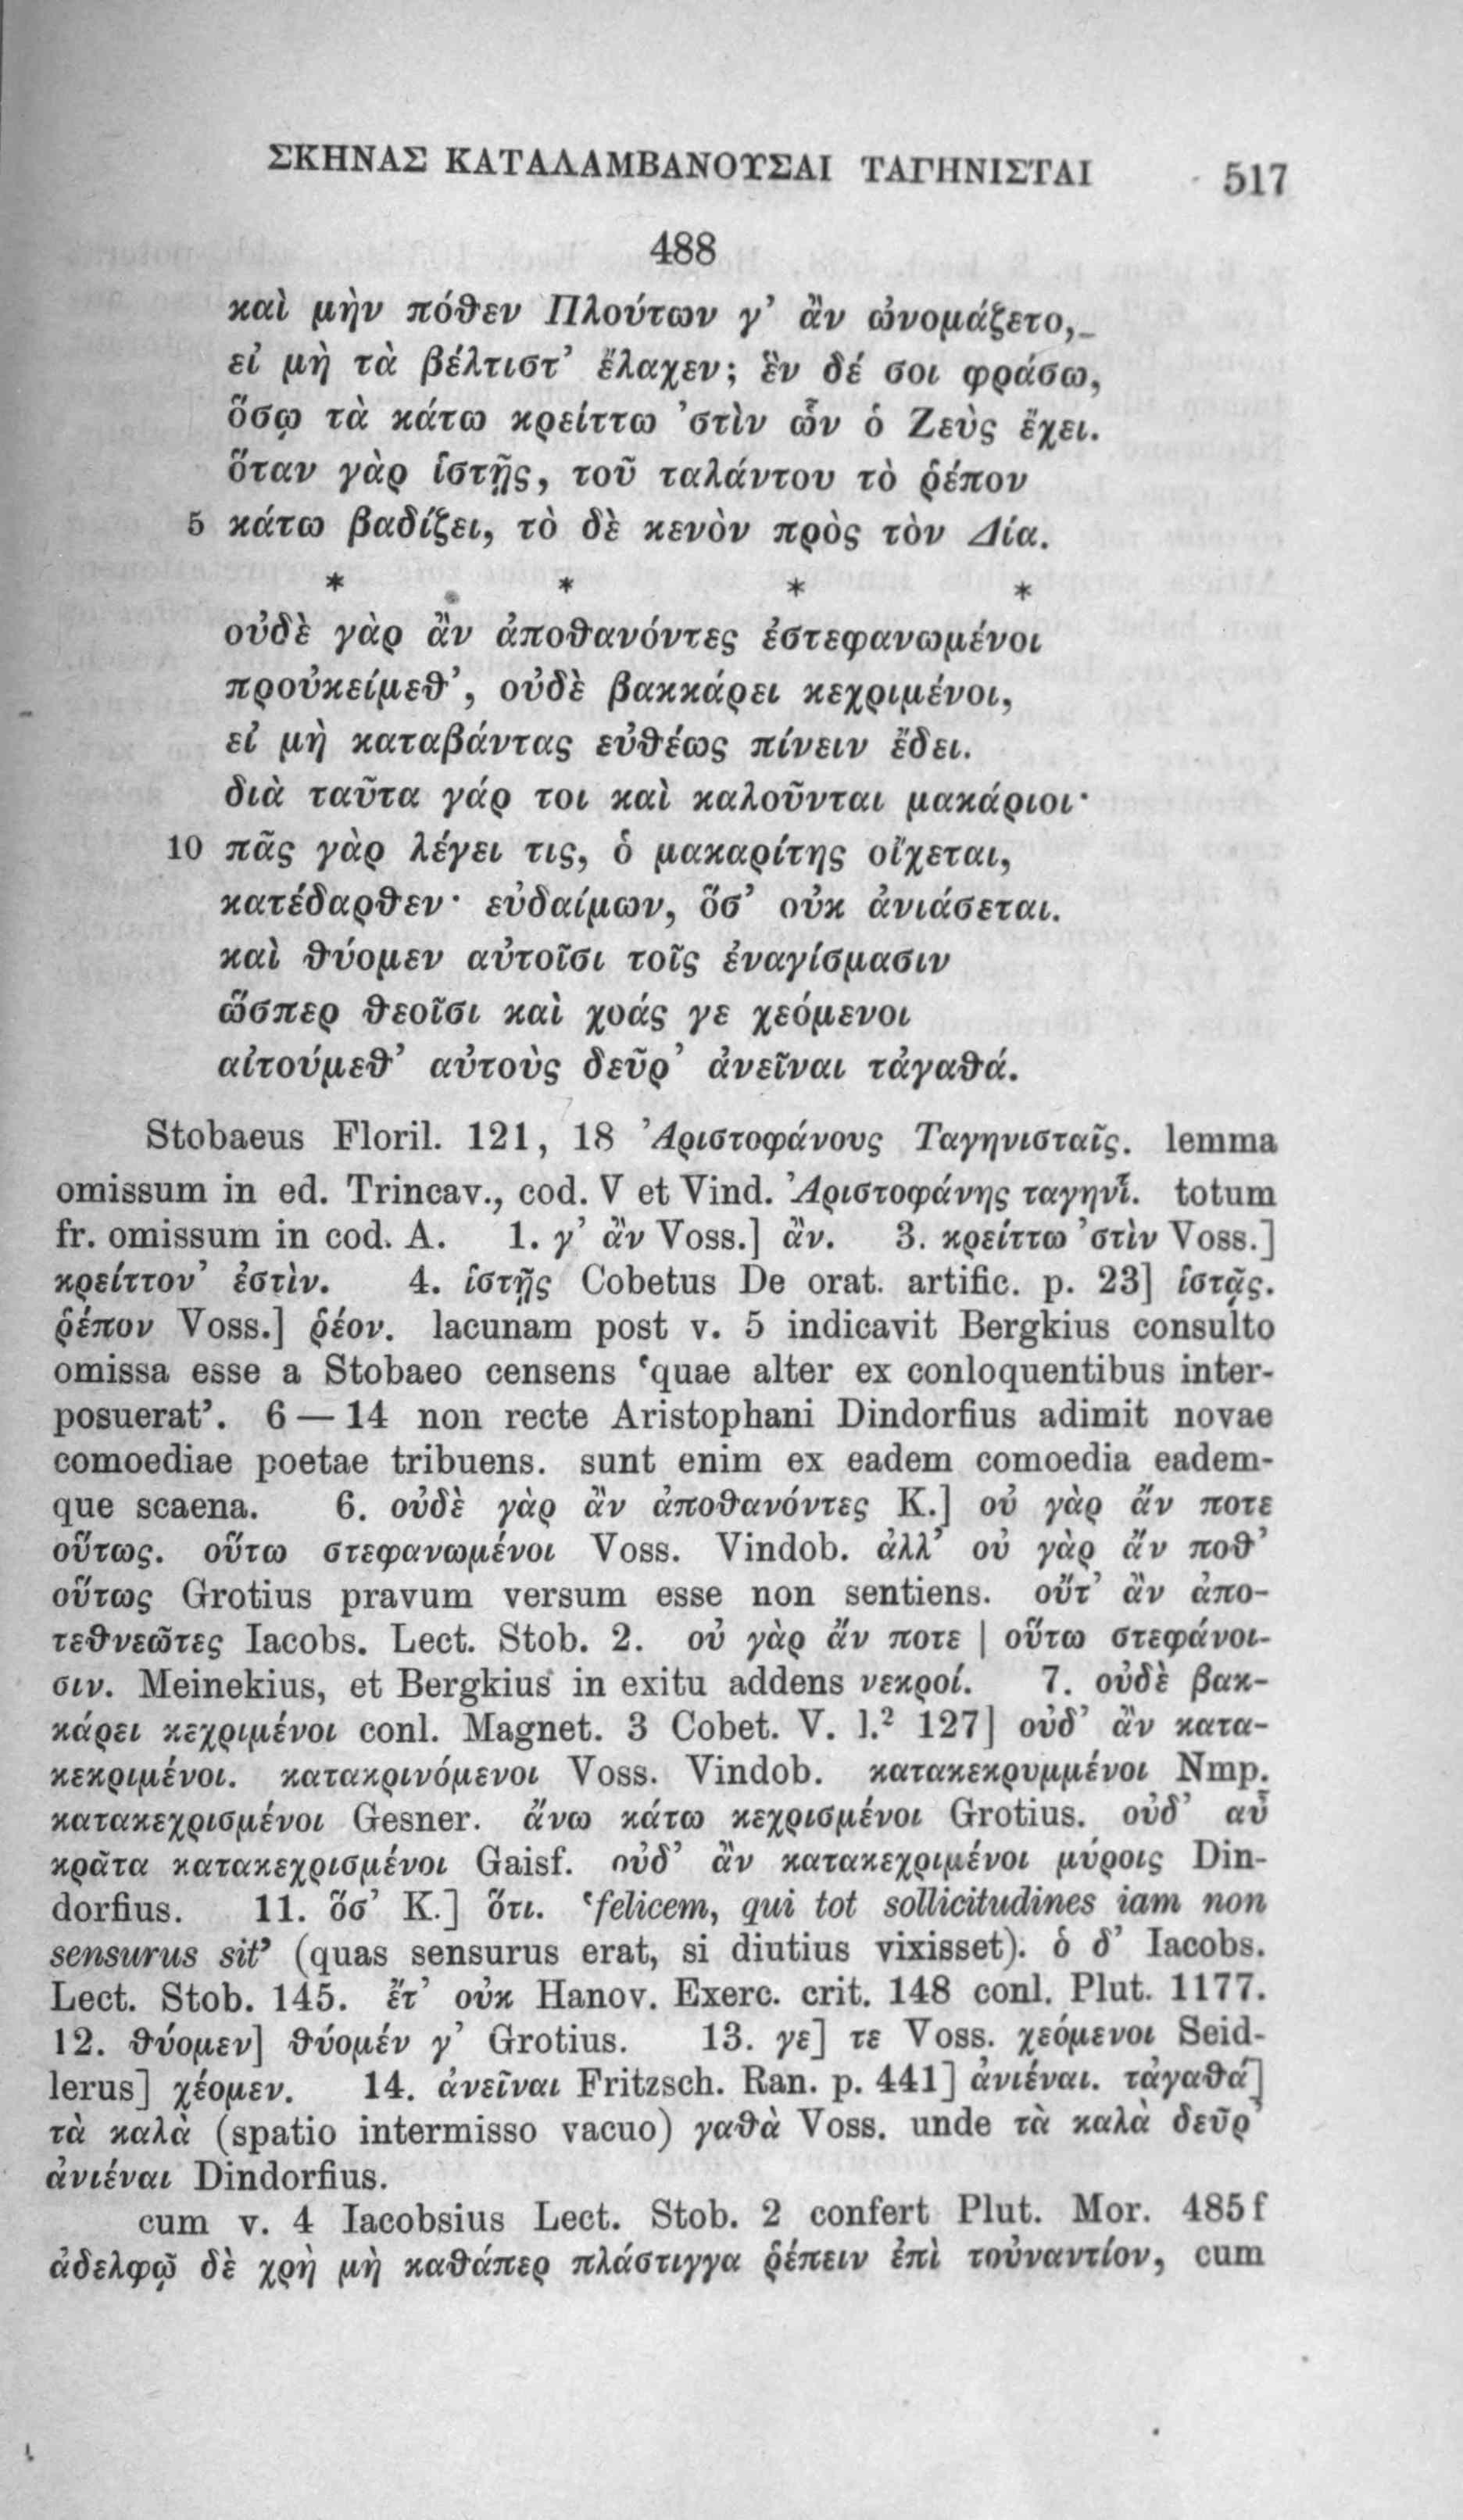 ΣΚΗΝΑΣ ΚΑΤΑΛΑΜΒΑΝΟΥΣΑΙ ΤΑΓΗΝΙΣΤΑΙ 517
488
καὶ μὴν πόθεν Πλούτων γ’ ἂν ὠνομάζετο,
εἰ μὴ τὰ βέλτιστ’ ἔλαχεν; ἓν δέ σοι φράσω,
ὅσῳ τὰ κάτω κρείττω ’στὶν ὧν ὁ Ζεὺς ἔχει.
ὅταν γὰρ ἱστῇς, τοῦ ταλάντου τὸ ῥέπον
5 κάτω βαδίζει, τὸ δὲ κενὸν πρὸς τὸν Δία.
* * * *
οὐδὲ γὰρ ἂν ἀποθανόντες ἐστεφανωμένοι
προὐκείμεθ’, οὐδὲ βακκάρει κεχριμένοι,
εἰ μὴ καταβάντας εὐθέως πίνειν ἔδει.
διὰ ταῦτα γάρ τοι καὶ καλοῦνται μακάριοι·
10 πᾶς γὰρ λέγει τις, ὁ μακαρίτης οἴχεται,
κατέδαρθεν· εὐδαίμων, ὅσ’ οὐκ ἀνιάσεται.
καὶ θύομεν αὐτοῖσι τοῖς ἐναγίσμασιν
ὥσπερ θεοῖσι καὶ χοάς γε χεόμενοι
αἰτούμεθ’ αὐτοὺς δεῦρ’ ἀνεῖναι τἀγαθά.
Stobaeus Floril. 121, 18 Ἀριστοφάνους Ταγηνισταῖς. lemma
omissum in ed. Trincav., cod. V et Vind. Ἀριστοφάνης ταγηνῖ. totum
fr. omissum in cod. A. 1. γ’ ἂν Voss.] ἂν. 3. κρείττω ’στὶν Voss.]
κρείττον’ ἐστὶν. 4. ἱστῇς Cobetus De orat. artific. p. 23] ἱστᾷς.
ῥέπον Voss.] ῥέον. lacunam post v. 5 indicavit Bergkius consulto
omissa esse a Stobaeo censens ‘quae alter ex conloquentibus inter-
posuerat’. 6 — 14 non recte Aristophani Dindorfius adimit novae
comoediae poetae tribuens. sunt enim ex eadem comoedia eadem-
que scaena. 6. οὐδὲ γὰρ ἂν ἀποθανόντες K.] οὐ γὰρ ἄν ποτε
οὕτως. οὕτω στεφανωμένοι Voss. Vindob. ἀλλ’ οὐ γὰρ ἄν ποθ’
οὕτως Grotius pravum versum esse non sentiens. οὔτ’ ἂν ἀπο-
τεθνεῶτες Iacobs. Lect. Stob. 2. οὐ γὰρ ἄν ποτε | οὕτω στεφάνοι-
σιν. Meinekius, et Bergkius in exitu addens νεκροί. 7. οὐδὲ βακ-
κάρει κεχριμένοι conl. Magnet. 3 Cobet. V. l.² 127] οὐδ’ ἂν κατα-
κεκριμένοι. κατακρινόμενοι Voss. Vindob. κατακεκρυμμένοι Nmp.
κατακεχρισμένοι Gesner. ἄνω κάτω κεχρισμένοι Grotius. οὐδ’ αὖ
κρᾶτα κατακεχρισμένοι Gaisf. οὐδ’ ἂν κατακεχριμένοι μύροις Din-
dorfius. 11. ὅσ’ K.] ὅτι. ‘felicem, qui tot sollicitudines iam non
sensurus sit’ (quas sensurus erat, si diutius vixisset). ὁ δ’ Iacobs.
Lect. Stob. 145. ἔτ’ οὐκ Hanov. Exerc. crit. 148 conl. Plut. 1177.
12. θύομεν] θύομέν γ’ Grotius. 13. γε] τε Voss. χεόμενοι Seid-
lerus] χέομεν. 14. ἀνεῖναι Fritzsch. Ran. p. 441] ἀνιέναι. τἀγαθά]
τὰ καλὰ (spatio intermisso vacuo) γαθὰ Voss. unde τὰ καλὰ δεῦρ’
ἀνιέναι Dindorfius.
cum v. 4 Iacobsius Lect. Stob. 2 confert Plut. Mor. 485 f
ἀδελφῷ δὲ χρὴ μὴ καθάπερ πλάστιγγα ῥέπειν ἐπὶ τοὐναντίον, cum